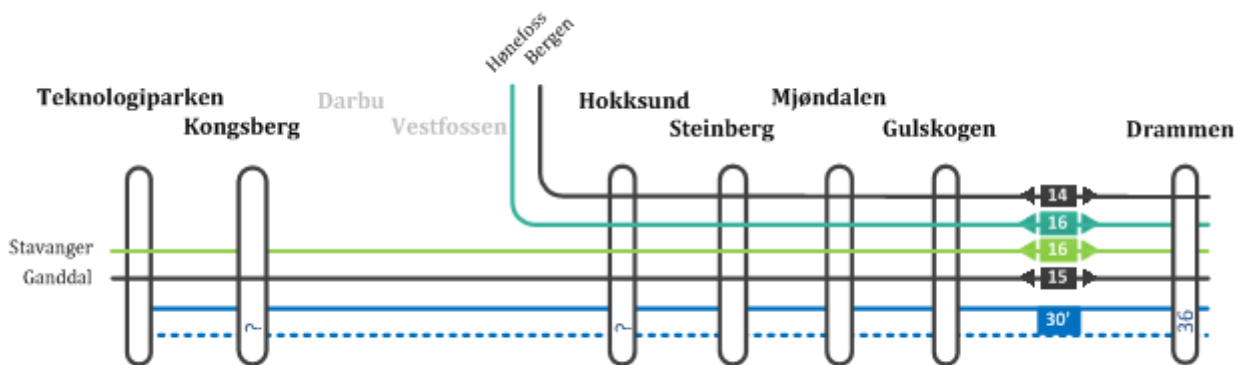 Hønefoss
Bergen
Teknologiparken
Kongsberg
Darbu
Vestfossen
Hokksund
Steinberg
Mjøndalen
Gulskogen
Drammen
14
16
Stavanger
16
Ganddal
15
30'
?
?
36